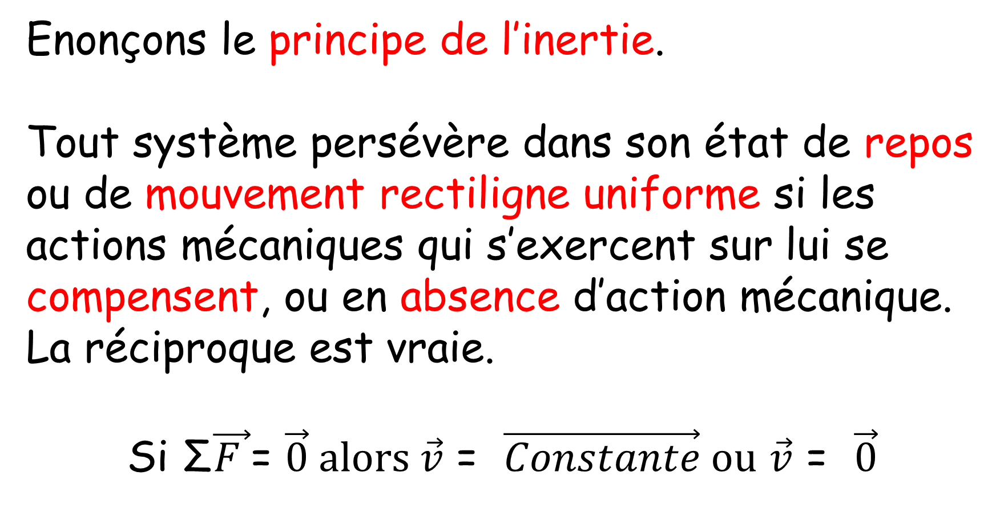 Enonçons le principe de l’inertie.
Tout système persévère dans son état de repos
ou de mouvement rectiligne uniforme si les
actions mécaniques qui s’exercent sur lui se
compensent, ou en absence d’action mécanique.
La réciproque est vraie.
Si Σ\vec{F} = \vec{0} alors \vec{v} = \overrightarrow{Constante} ou \vec{v} = \vec{0}